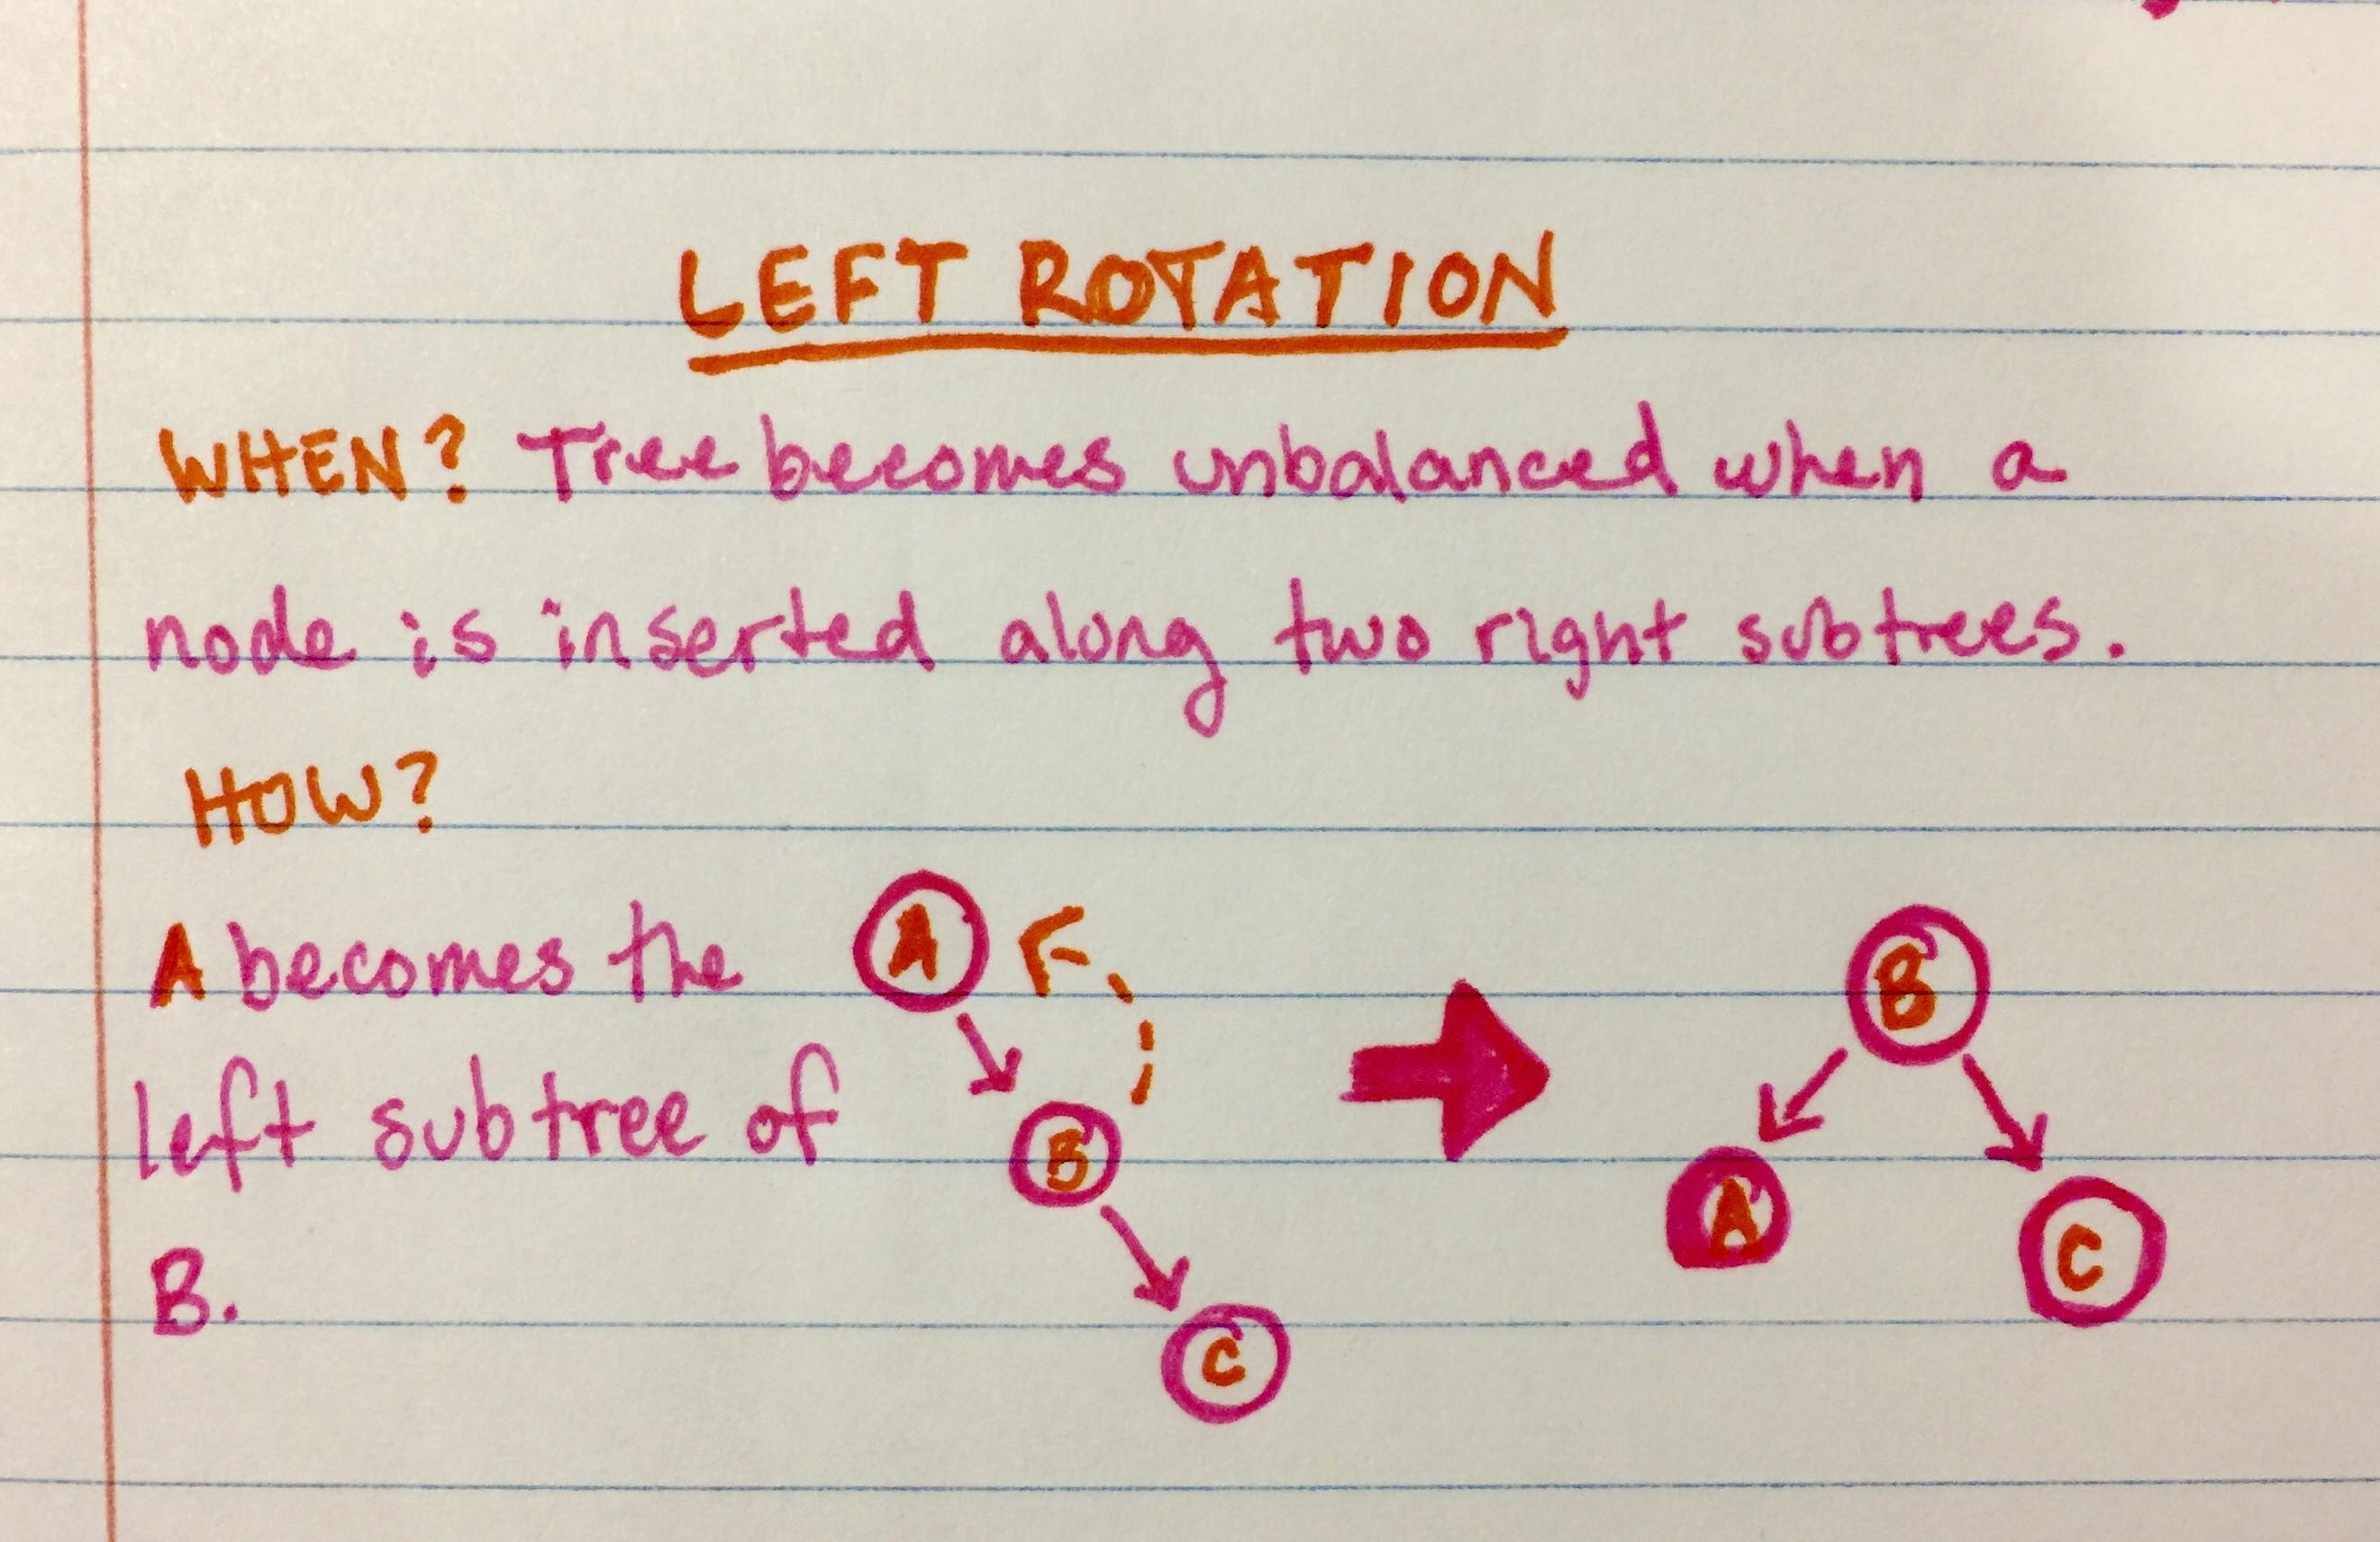 LEFT ROTATION
WHEN? Tree becomes unbalanced when a
node is inserted along two right subtrees.
HOW?
A becomes the
left subtree of
B.
A
B
C
B
A
C